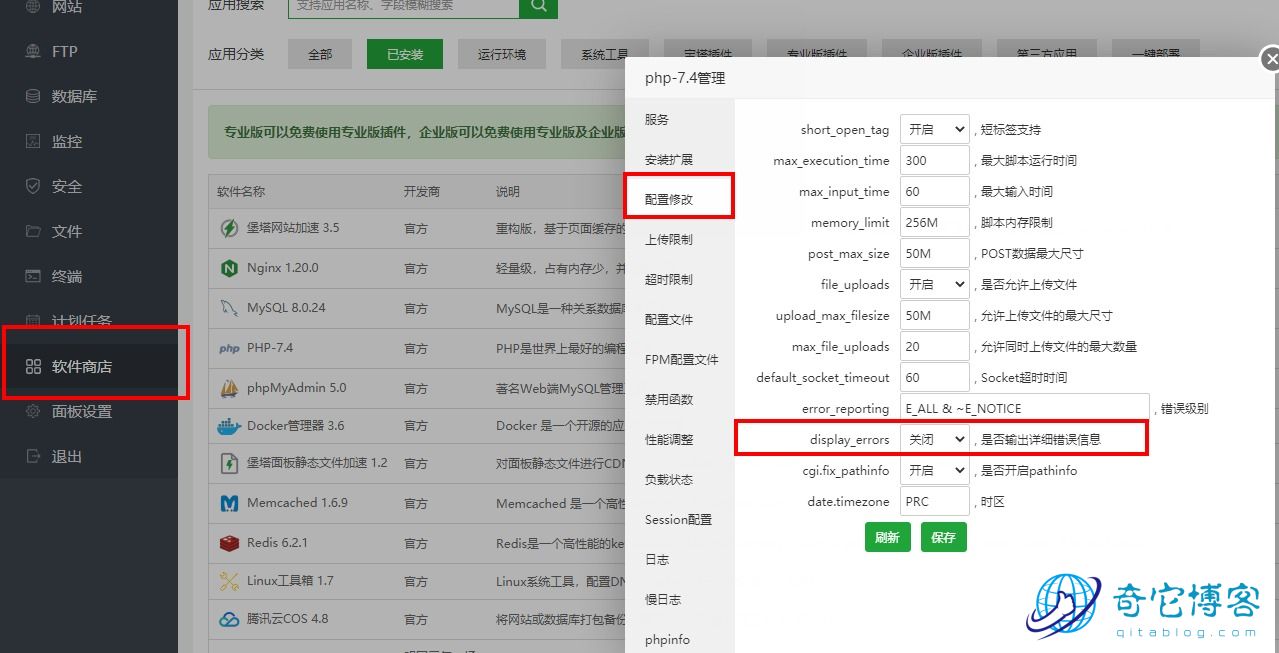 网站
FTP
数据库
监控
安全
文件
终端
计划任务
软件商店
面板设置
退出
应用搜索 支持应用名称、字段模糊搜索
应用分类 全部 已安装 运行环境 系统工具 宝塔插件 专业版插件 企业版插件 第三方应用 一键部署
专业版可以免费使用专业版插件，企业版可以免费使用专业版及企业版
软件名称 开发商 说明
堡塔网站加速 3.5 官方 重构版，基于页面缓存的
Nginx 1.20.0 官方 轻量级，占有内存少，并
MySQL 8.0.24 官方 MySQL是一种关系数据库
PHP-7.4 官方 PHP是世界上最好的编程
phpMyAdmin 5.0 官方 著名Web端MySQL管理
Docker管理器 3.6 官方 Docker 是一个开源的应
堡塔面板静态文件加速 1.2 官方 对面板静态文件进行CDN
Memcached 1.6.9 官方 Memcached 是一个高性
Redis 6.2.1 官方 Redis是一个高性能的ke
Linux工具箱 1.7 官方 Linux系统工具，配置DN
腾讯云COS 4.8 官方 将网站或数据库打包备份
php-7.4管理
服务
安装扩展
配置修改
上传限制
超时限制
配置文件
FPM配置文件
禁用函数
性能调整
负载状态
Session配置
日志
慢日志
phpinfo
short_open_tag 开启 , 短标签支持
max_execution_time 300 , 最大脚本运行时间
max_input_time 60 , 最大输入时间
memory_limit 256M , 脚本内存限制
post_max_size 50M , POST数据最大尺寸
file_uploads 开启 , 是否允许上传文件
upload_max_filesize 50M , 允许上传文件的最大尺寸
max_file_uploads 20 , 允许同时上传文件的最大数量
default_socket_timeout 60 , Socket超时时间
error_reporting E_ALL & ~E_NOTICE , 错误级别
display_errors 关闭 , 是否输出详细错误信息
cgi.fix_pathinfo 开启 , 是否开启pathinfo
date.timezone PRC , 时区
刷新 保存
奇它博客
qitablog.com